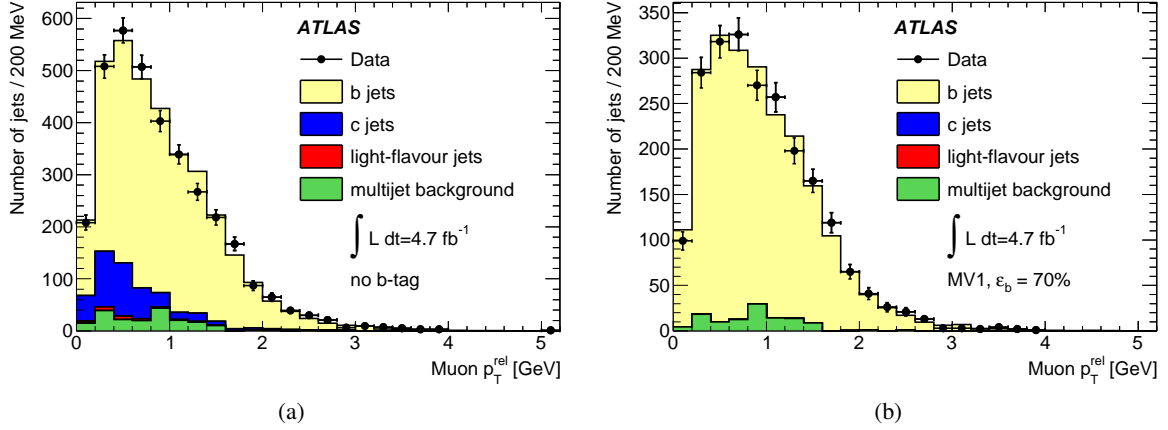 Number of jets / 200 MeV
600
500
400
300
200
100
0
0 1 2 3 4 5
Muon p_T^rel [GeV]
ATLAS
Data
b jets
c jets
light-flavour jets
multijet background
∫ L dt=4.7 fb⁻¹
no b-tag
(a)
Number of jets / 200 MeV
350
300
250
200
150
100
50
0
0 1 2 3 4 5
Muon p_T^rel [GeV]
ATLAS
Data
b jets
c jets
light-flavour jets
multijet background
∫ L dt=4.7 fb⁻¹
MV1, ε_b = 70%
(b)